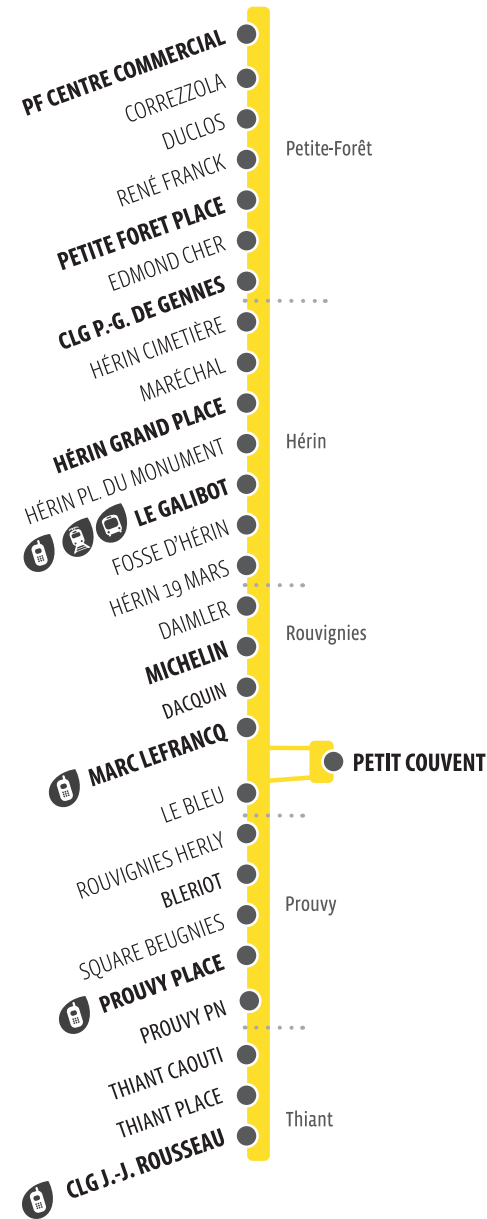 PF CENTRE COMMERCIAL
CORREZZOLA
DUCLOS
Petite-Forêt
RENÉ FRANCK
PETITE FORET PLACE
EDMOND CHER
CLG P.-G. DE GENNES
HÉRIN CIMETIÈRE
MARÉCHAL
HÉRIN GRAND PLACE
Hérin
HÉRIN PL. DU MONUMENT
LE GALIBOT
FOSSE D'HÉRIN
HÉRIN 19 MARS
DAIMLER
Rouvignies
MICHELIN
DACQUIN
MARC LEFRANCQ
PETIT COUVENT
LE BLEU
ROUVIGNIES HERLY
BLERIOT
Prouvy
SQUARE BEUGNIES
PROUVY PLACE
PROUVY PN
THIANT CAOUTI
THIANT PLACE
Thiant
CLG J.-J. ROUSSEAU